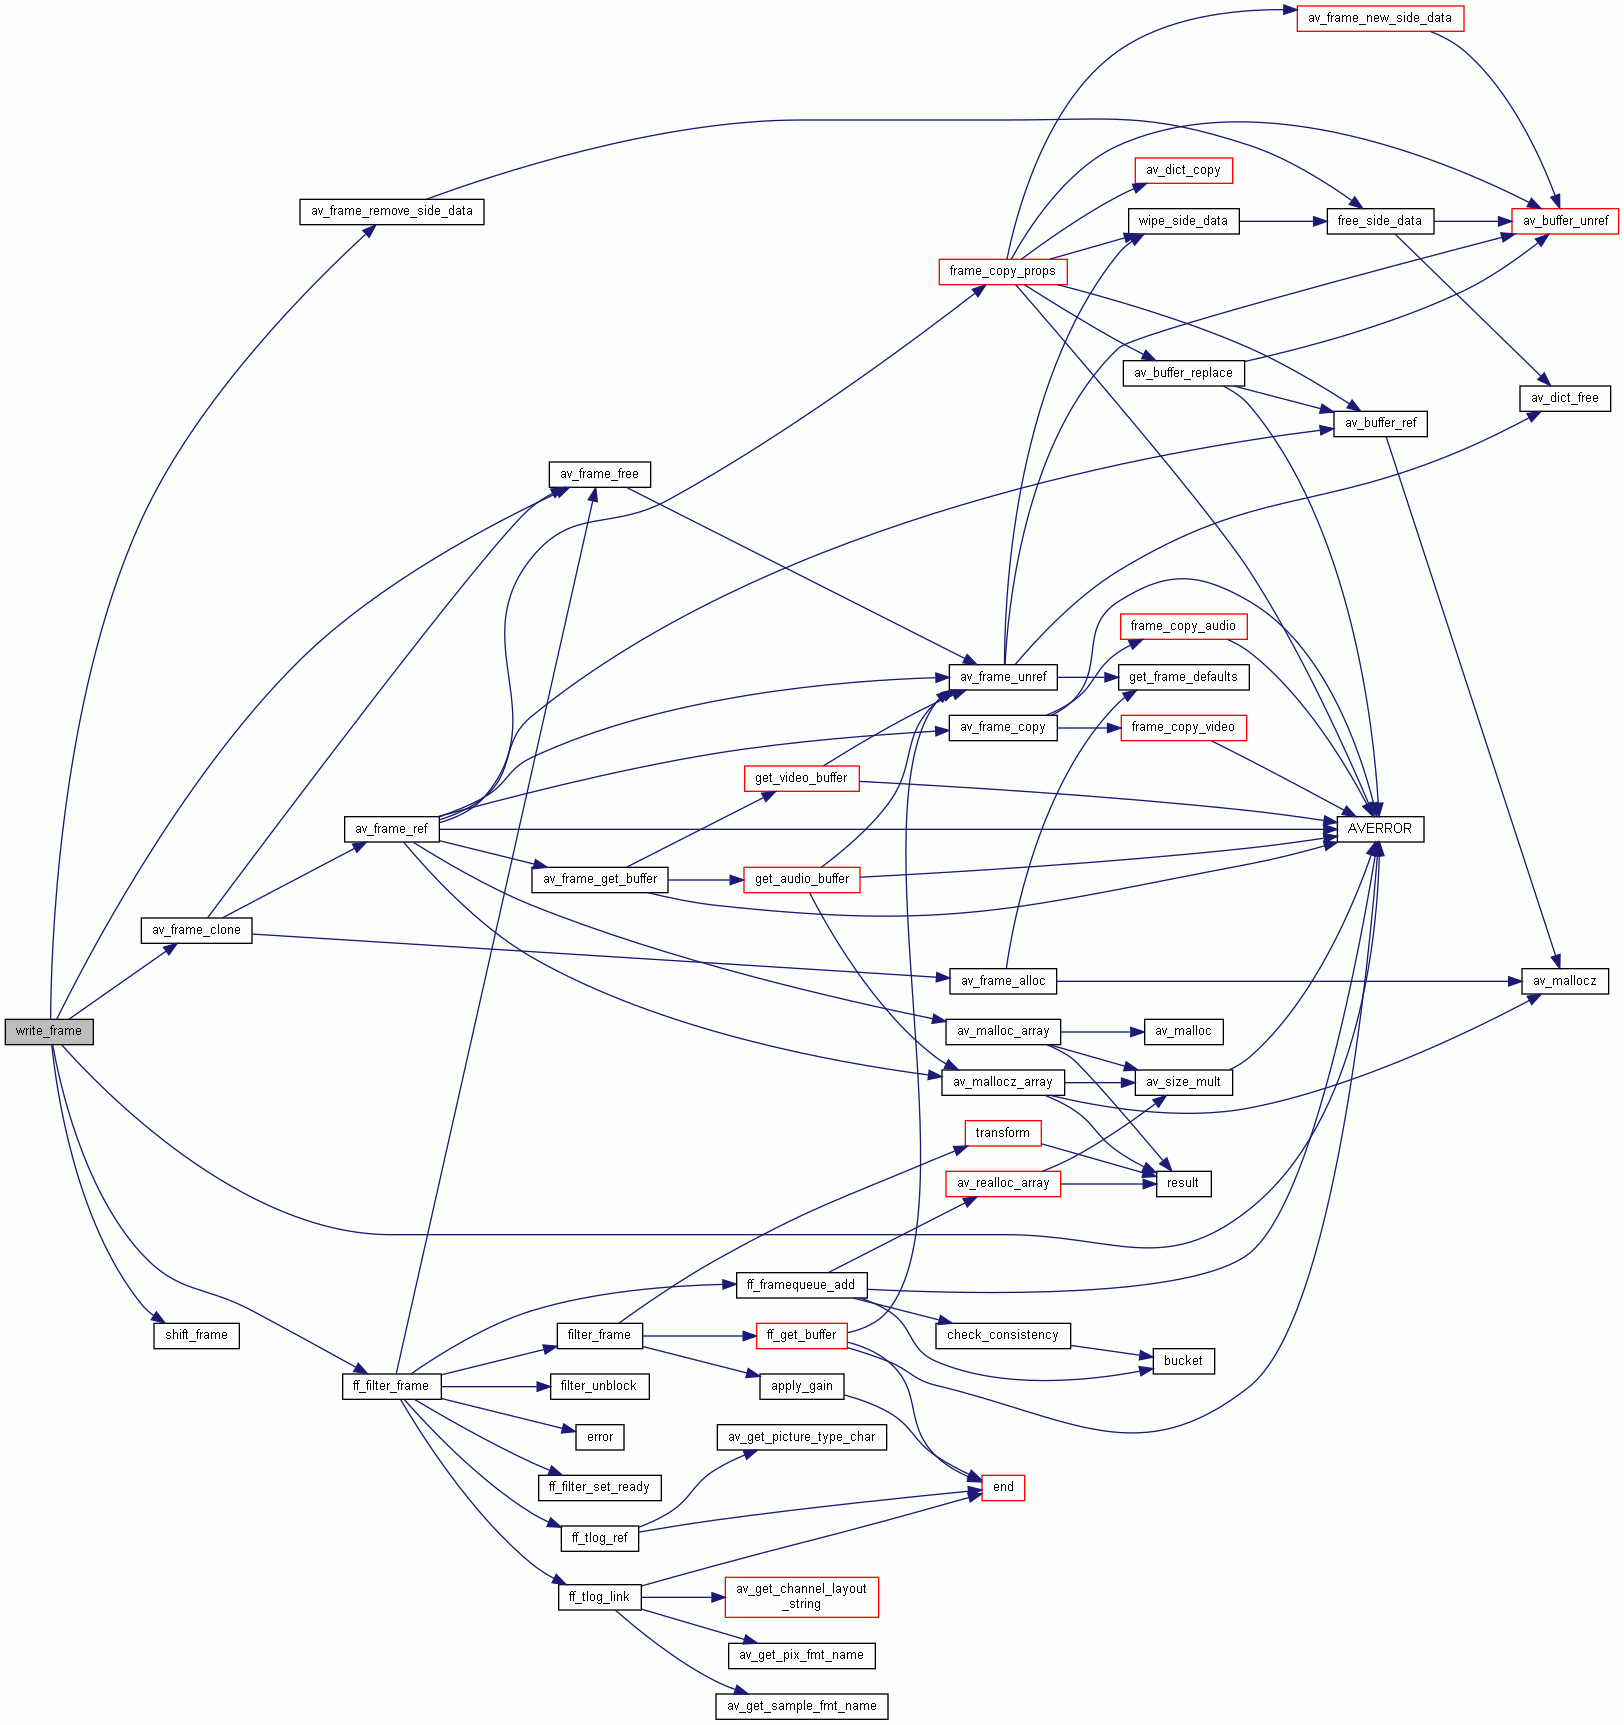 av_frame_new_side_data
av_dict_copy
av_frame_remove_side_data
wipe_side_data
free_side_data
av_buffer_unref
frame_copy_props
av_buffer_replace
av_dict_free
av_buffer_ref
av_frame_free
frame_copy_audio
av_frame_unref
get_frame_defaults
av_frame_copy
frame_copy_video
get_video_buffer
av_frame_ref
AVERROR
av_frame_get_buffer
get_audio_buffer
av_frame_clone
av_frame_alloc
av_mallocz
write_frame
av_malloc_array
av_malloc
av_mallocz_array
av_size_mult
transform
av_realloc_array
result
ff_framequeue_add
shift_frame
filter_frame
ff_get_buffer
check_consistency
bucket
ff_filter_frame
filter_unblock
apply_gain
error
av_get_picture_type_char
ff_filter_set_ready
end
ff_tlog_ref
ff_tlog_link
av_get_channel_layout
_string
av_get_pix_fmt_name
av_get_sample_fmt_name